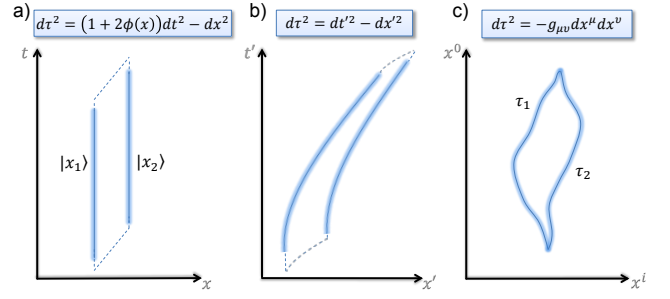 a) dτ² = (1 + 2ϕ(x))dt² − dx²
t
|x₁⟩
|x₂⟩
x
b) dτ² = dt′² − dx′²
t′
x′
c) dτ² = −g_μν dx^μ dx^ν
x⁰
τ₁
τ₂
xⁱ